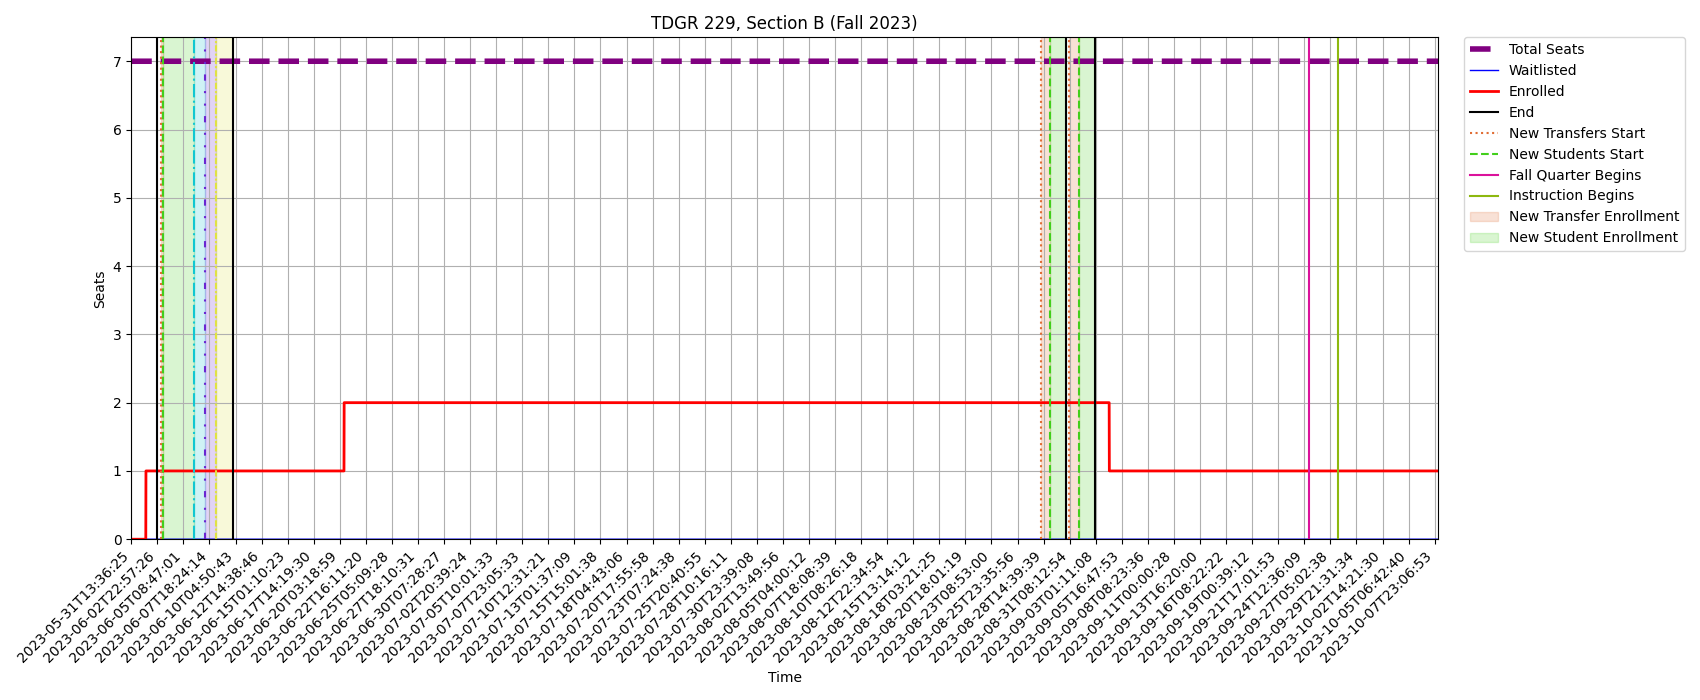 TDGR 229, Section B (Fall 2023)
Seats
7
6
5
4
3
2
1
0
2023-05-31T13:36:25
2023-06-02T22:57:26
2023-06-05T08:47:01
2023-06-07T18:24:14
2023-06-10T04:50:43
2023-06-12T14:38:46
2023-06-15T01:10:23
2023-06-17T14:19:30
2023-06-20T03:18:59
2023-06-22T16:11:20
2023-06-25T05:09:28
2023-06-27T18:10:31
2023-06-30T07:28:27
2023-07-02T20:39:24
2023-07-05T10:01:33
2023-07-07T23:05:33
2023-07-10T12:31:21
2023-07-13T01:37:09
2023-07-15T15:01:38
2023-07-18T04:43:06
2023-07-20T17:55:58
2023-07-23T07:24:38
2023-07-25T20:40:55
2023-07-28T10:16:11
2023-07-30T23:39:08
2023-08-02T13:49:56
2023-08-05T04:00:12
2023-08-07T18:08:39
2023-08-10T08:26:18
2023-08-12T22:34:54
2023-08-15T13:14:12
2023-08-18T03:21:25
2023-08-20T18:01:19
2023-08-23T08:53:00
2023-08-25T23:35:56
2023-08-28T14:39:39
2023-08-31T08:12:54
2023-09-03T01:11:08
2023-09-05T16:47:53
2023-09-08T08:23:36
2023-09-11T00:00:28
2023-09-13T16:20:00
2023-09-16T08:22:22
2023-09-19T00:39:12
2023-09-21T17:01:53
2023-09-24T12:36:09
2023-09-27T05:02:38
2023-09-29T21:31:34
2023-10-02T14:21:30
2023-10-05T06:42:40
2023-10-07T23:06:53
Time
Total Seats
Waitlisted
Enrolled
End
New Transfers Start
New Students Start
Fall Quarter Begins
Instruction Begins
New Transfer Enrollment
New Student Enrollment